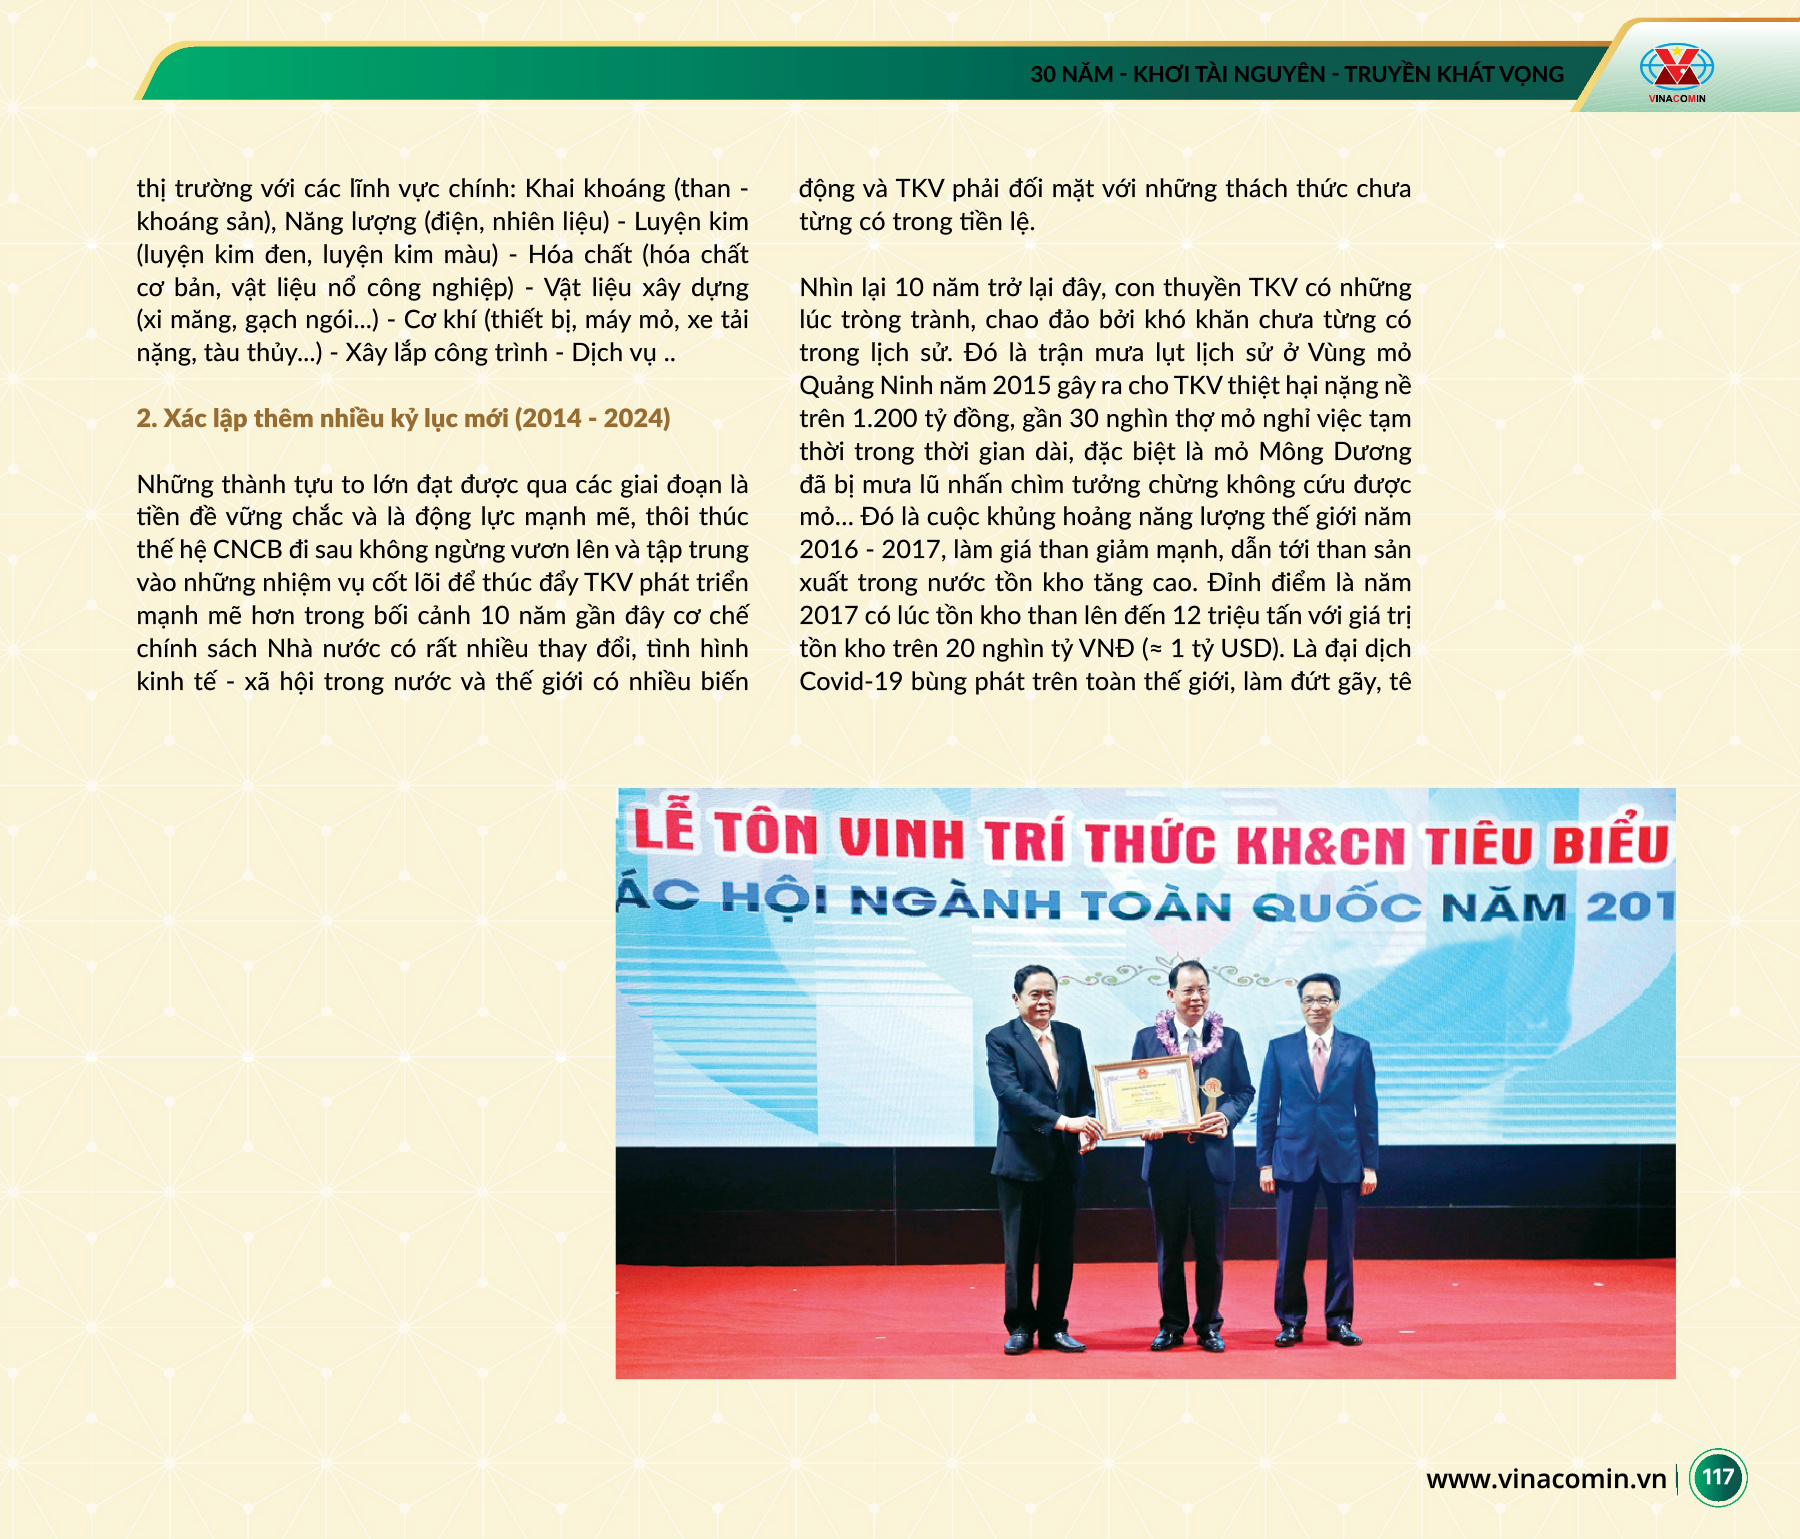 30 NĂM - KHƠI TÀI NGUYÊN - TRUYỀN KHÁT VỌNG
VINACOMIN
thị trường với các lĩnh vực chính: Khai khoáng (than -
khoáng sản), Năng lượng (điện, nhiên liệu) - Luyện kim
(luyện kim đen, luyện kim màu) - Hóa chất (hóa chất
cơ bản, vật liệu nổ công nghiệp) - Vật liệu xây dựng
(xi măng, gạch ngói...) - Cơ khí (thiết bị, máy mỏ, xe tải
nặng, tàu thủy...) - Xây lắp công trình - Dịch vụ ..
2. Xác lập thêm nhiều kỷ lục mới (2014 - 2024)
Những thành tựu to lớn đạt được qua các giai đoạn là
tiền đề vững chắc và là động lực mạnh mẽ, thôi thúc
thế hệ CNCB đi sau không ngừng vươn lên và tập trung
vào những nhiệm vụ cốt lõi để thúc đẩy TKV phát triển
mạnh mẽ hơn trong bối cảnh 10 năm gần đây cơ chế
chính sách Nhà nước có rất nhiều thay đổi, tình hình
kinh tế - xã hội trong nước và thế giới có nhiều biến
động và TKV phải đối mặt với những thách thức chưa
từng có trong tiền lệ.
Nhìn lại 10 năm trở lại đây, con thuyền TKV có những
lúc tròng trành, chao đảo bởi khó khăn chưa từng có
trong lịch sử. Đó là trận mưa lụt lịch sử ở Vùng mỏ
Quảng Ninh năm 2015 gây ra cho TKV thiệt hại nặng nề
trên 1.200 tỷ đồng, gần 30 nghìn thợ mỏ nghỉ việc tạm
thời trong thời gian dài, đặc biệt là mỏ Mông Dương
đã bị mưa lũ nhấn chìm tưởng chừng không cứu được
mỏ... Đó là cuộc khủng hoảng năng lượng thế giới năm
2016 - 2017, làm giá than giảm mạnh, dẫn tới than sản
xuất trong nước tồn kho tăng cao. Đỉnh điểm là năm
2017 có lúc tồn kho than lên đến 12 triệu tấn với giá trị
tồn kho trên 20 nghìn tỷ VNĐ (≈ 1 tỷ USD). Là đại dịch
Covid-19 bùng phát trên toàn thế giới, làm đứt gãy, tê
LỄ TÔN VINH TRÍ THỨC KH&CN TIÊU BIỂU
ÁC HỘI NGÀNH TOÀN QUỐC NĂM 201
www.vinacomin.vn
117